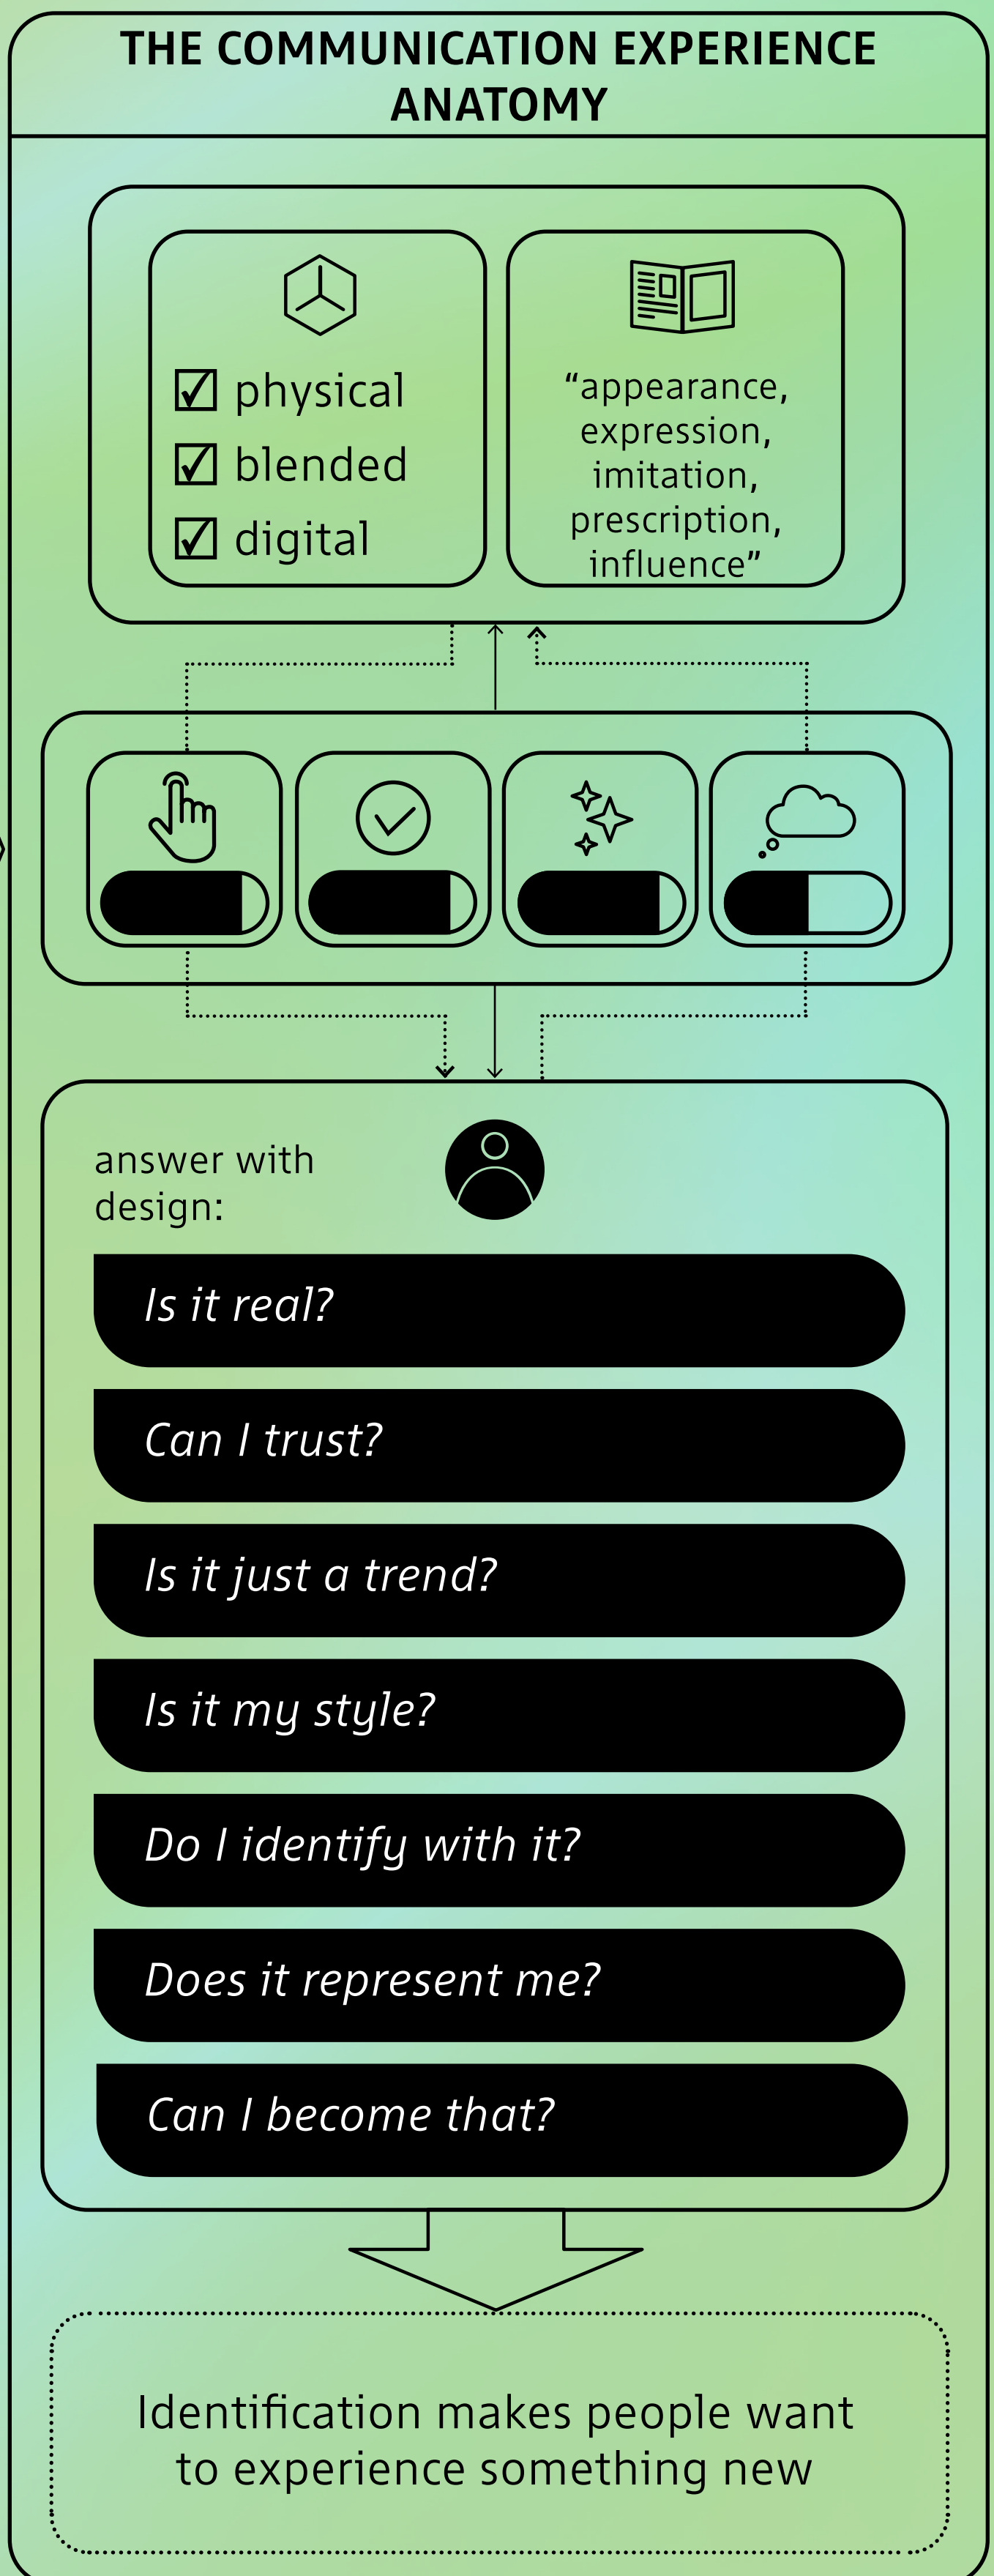 THE COMMUNICATION EXPERIENCE
ANATOMY
physical
blended
digital
“appearance,
expression,
imitation,
prescription,
influence”
answer with
design:
Is it real?
Can I trust?
Is it just a trend?
Is it my style?
Do I identify with it?
Does it represent me?
Can I become that?
Identification makes people want
to experience something new